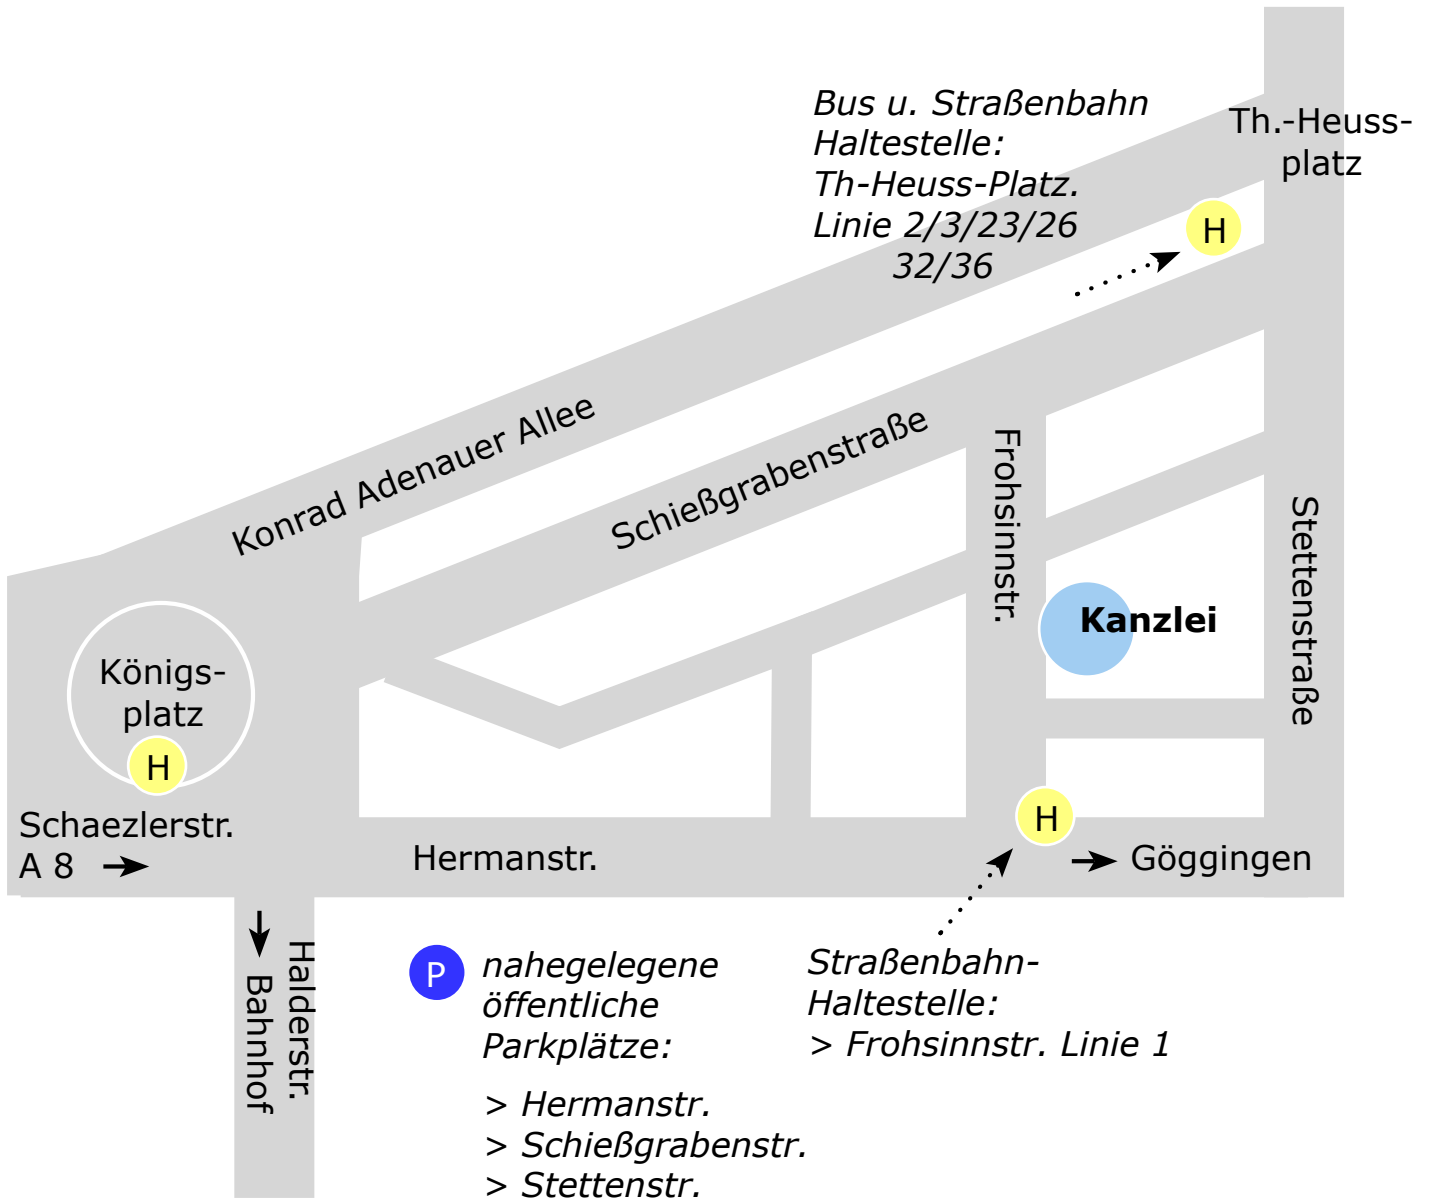 Bus u. Straßenbahn
Haltestelle:
Th-Heuss-Platz.
Linie 2/3/23/26
32/36
Th.-Heuss-
platz
H
Konrad Adenauer Allee
Schießgrabenstraße
Frohsinnstr.
Stettenstraße
Kanzlei
Königs-
platz
H
Schaezlerstr.
A 8
Hermanstr.
H
Göggingen
Halderstr.
Bahnhof
P
nahegelegene
öffentliche
Parkplätze:
> Hermanstr.
> Schießgrabenstr.
> Stettenstr.
Straßenbahn-
Haltestelle:
> Frohsinnstr. Linie 1